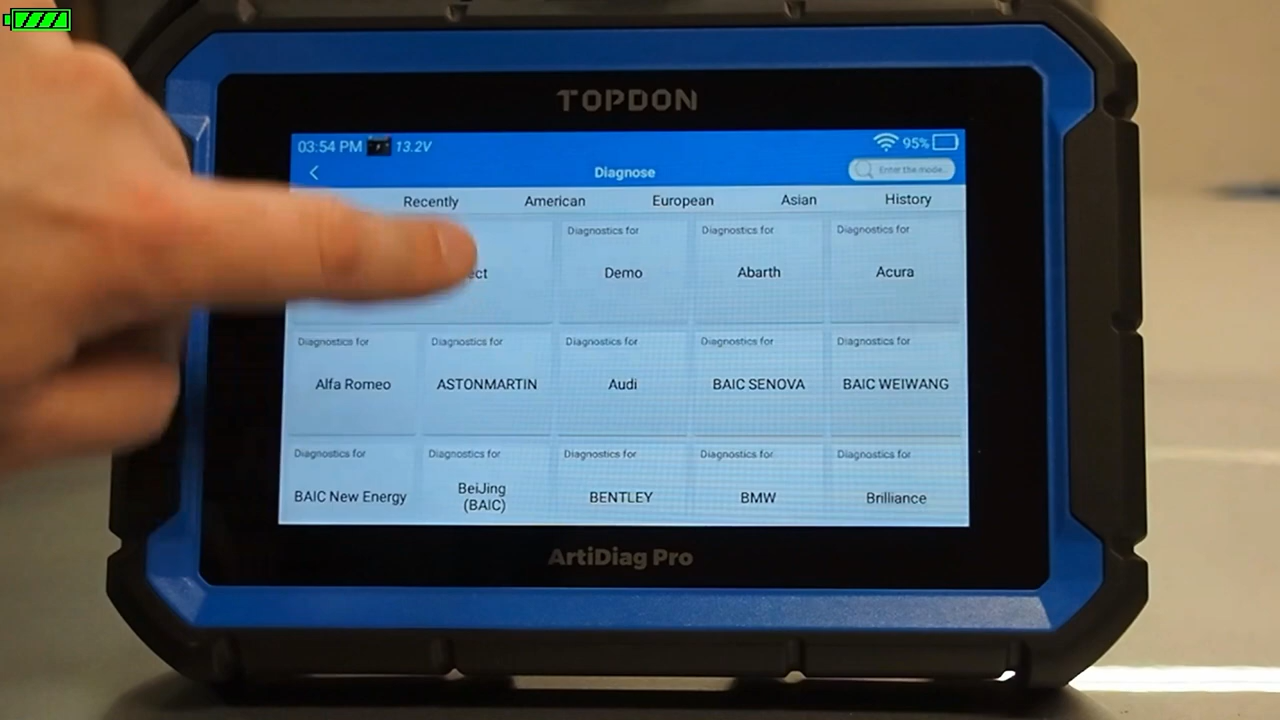 TOPDON
03:54 PM 13.2V 95%
Diagnose
Enter the mode...
Recently American European Asian History
Diagnostics for Diagnostics for Diagnostics for
Demo Abarth Acura
Diagnostics for Diagnostics for Diagnostics for Diagnostics for Diagnostics for
Alfa Romeo ASTONMARTIN Audi BAIC SENOVA BAIC WEIWANG
Diagnostics for Diagnostics for Diagnostics for Diagnostics for Diagnostics for
BAIC New Energy BeiJing (BAIC) BENTLEY BMW Brilliance
ArtiDiag Pro